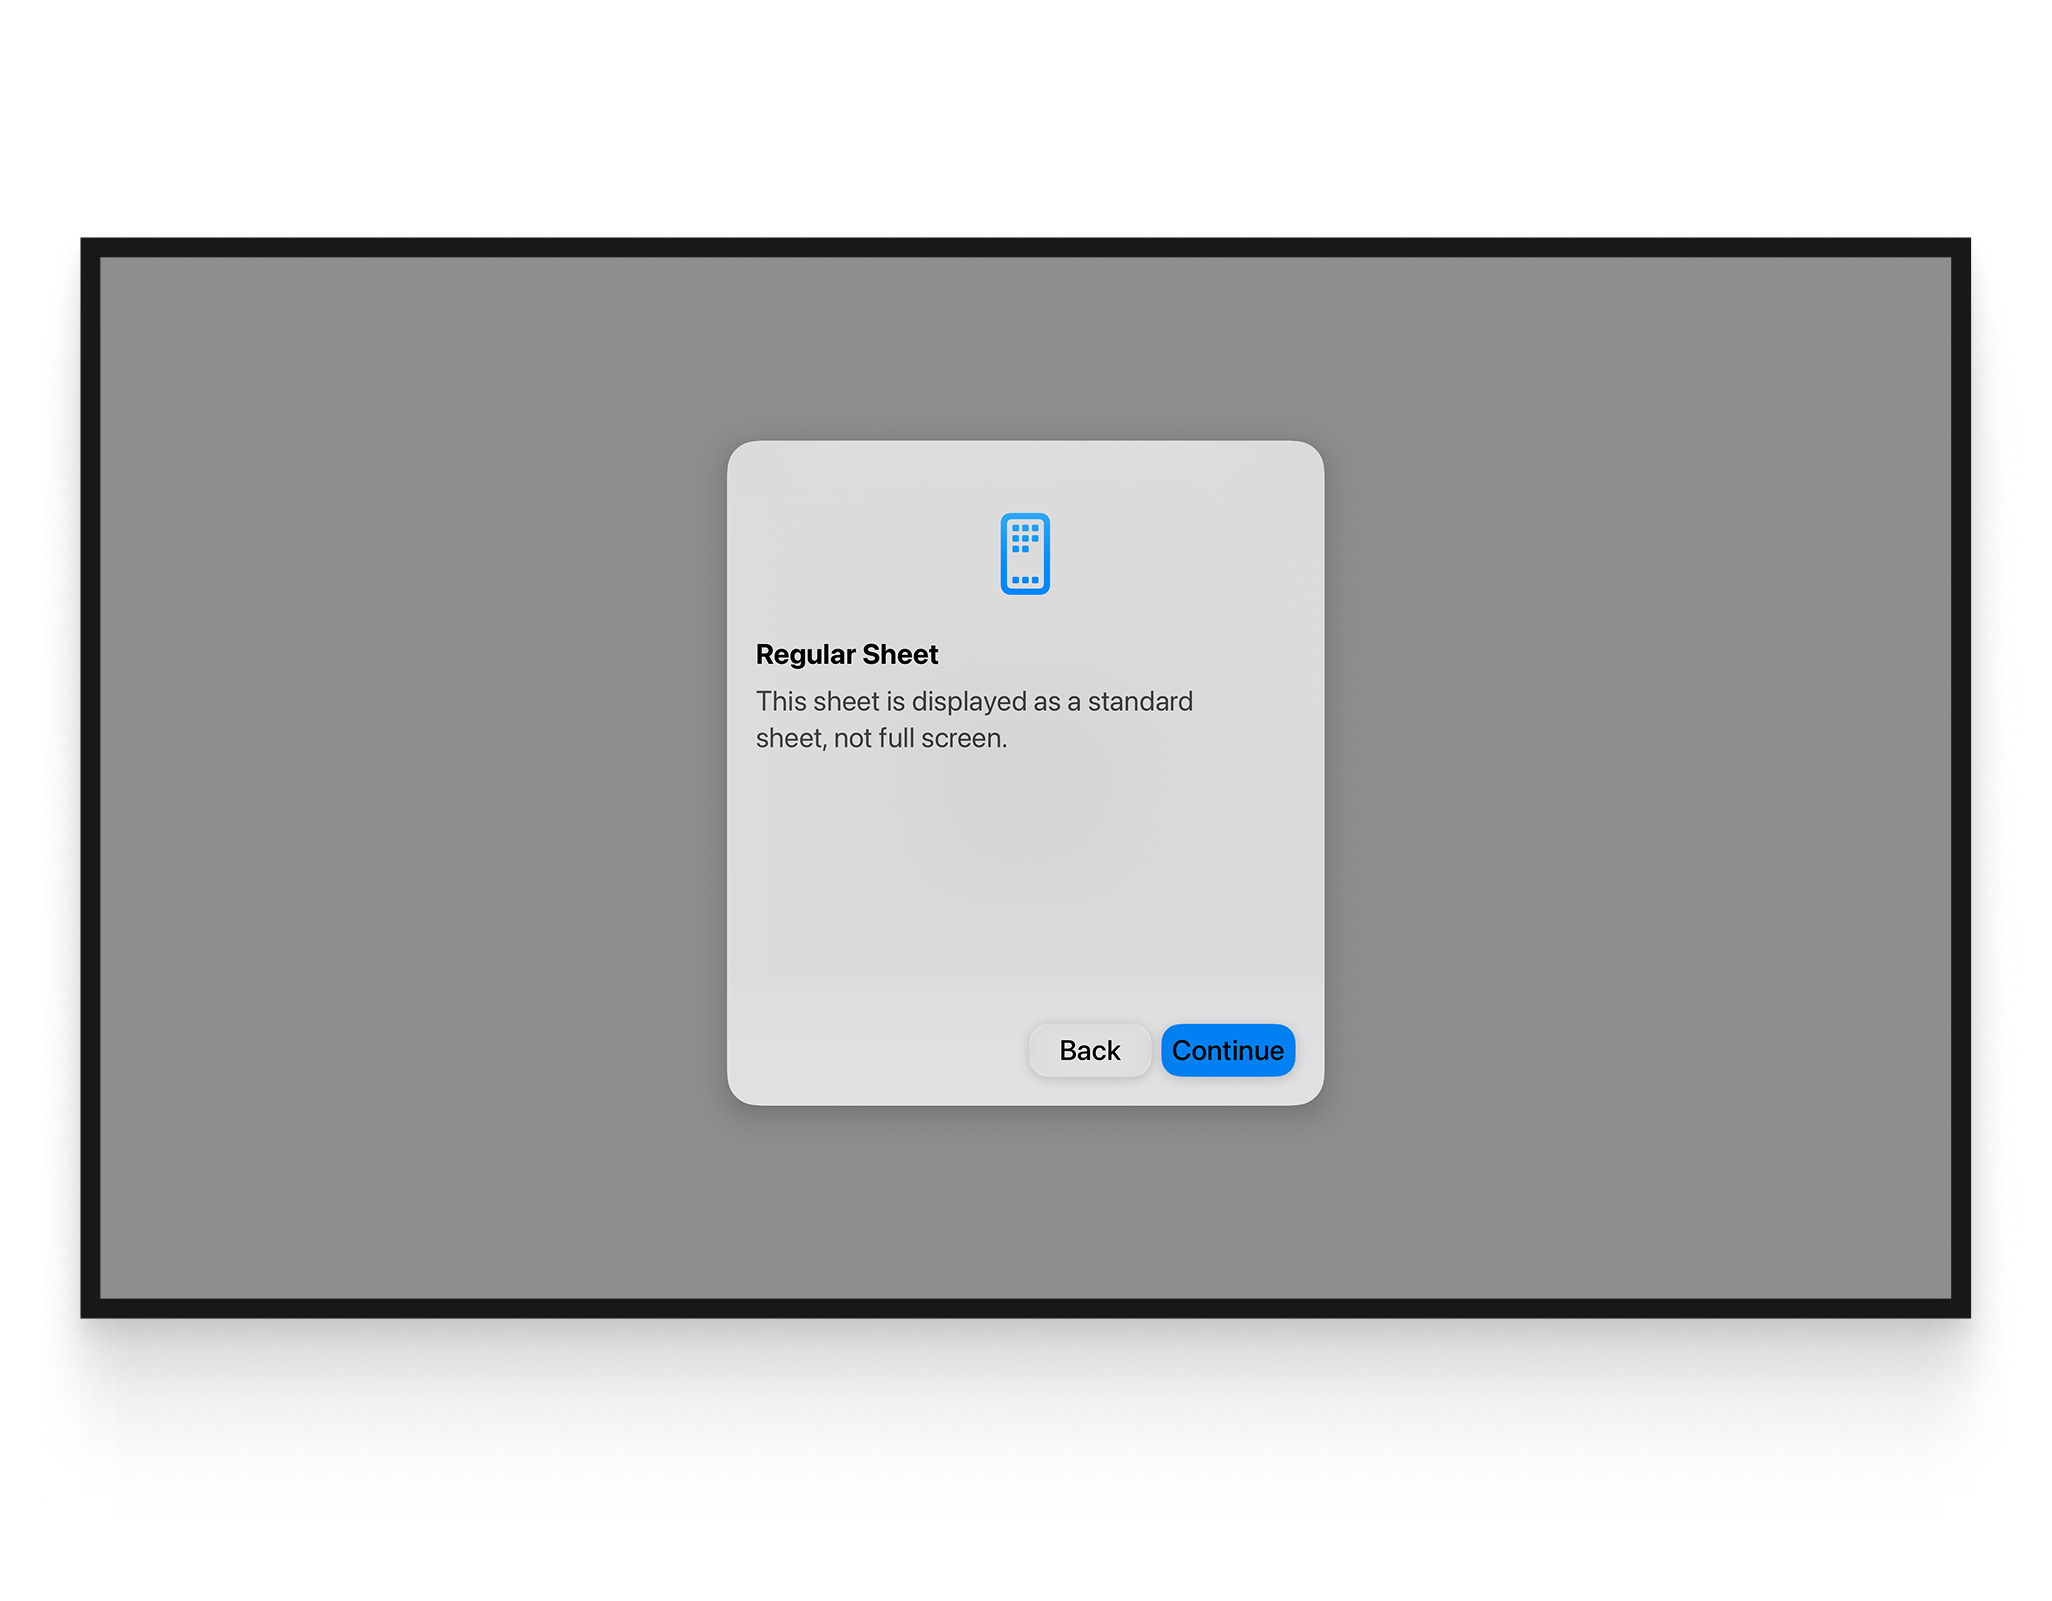 Regular Sheet
This sheet is displayed as a standard
sheet, not full screen.
Back
Continue